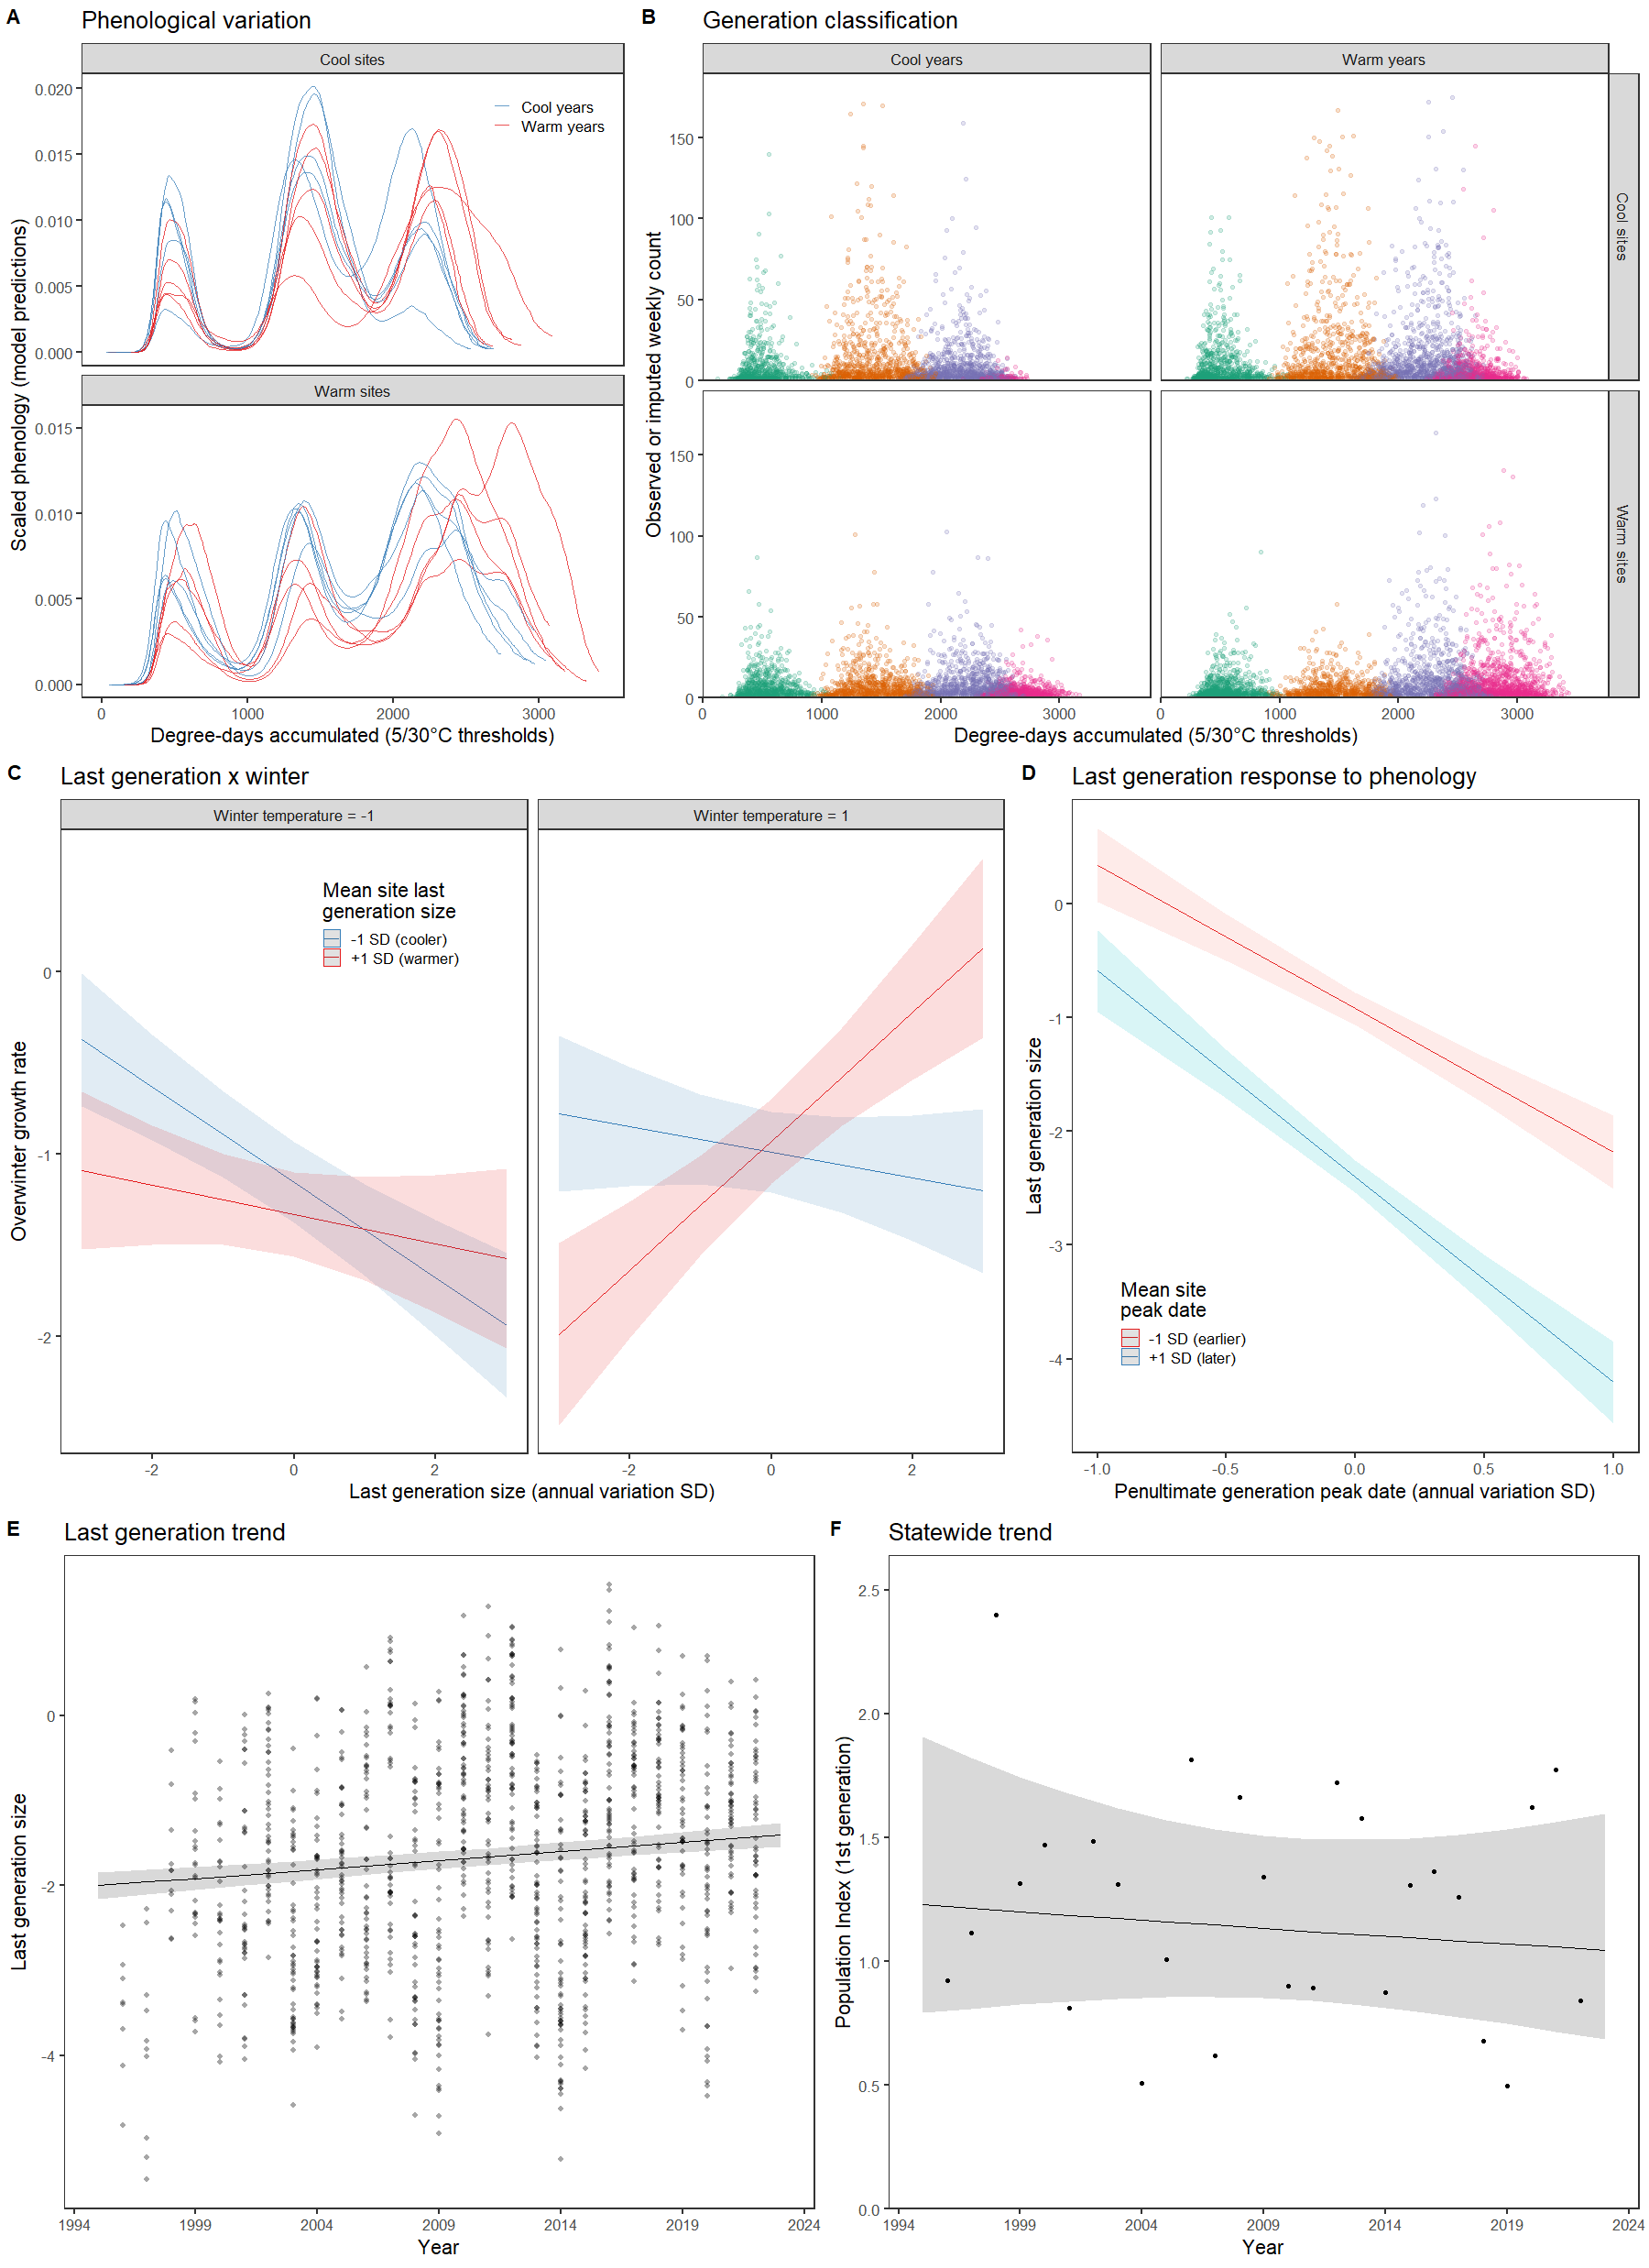 A Phenological variation
Cool sites
0.020
0.015
0.010
0.005
0.000
Cool years
Warm years
Warm sites
0.015
0.010
0.005
0.000
0 1000 2000 3000
Degree-days accumulated (5/30°C thresholds)
Scaled phenology (model predictions)
B Generation classification
Cool years Warm years
150
100
50
0
Cool sites
150
100
50
0
Warm sites
0 1000 2000 3000 0 1000 2000 3000
Degree-days accumulated (5/30°C thresholds)
Observed or imputed weekly count
C Last generation x winter
Winter temperature = -1 Winter temperature = 1
Mean site last
generation size
-1 SD (cooler)
+1 SD (warmer)
0
-1
-2
Overwinter growth rate
-2 0 2 -2 0 2
Last generation size (annual variation SD)
D Last generation response to phenology
0
-1
-2
-3
-4
Last generation size
Mean site
peak date
-1 SD (earlier)
+1 SD (later)
-1.0 -0.5 0.0 0.5 1.0
Penultimate generation peak date (annual variation SD)
E Last generation trend
0
-2
-4
Last generation size
1994 1999 2004 2009 2014 2019 2024
Year
F Statewide trend
2.5
2.0
1.5
1.0
0.5
0.0
Population Index (1st generation)
1994 1999 2004 2009 2014 2019 2024
Year